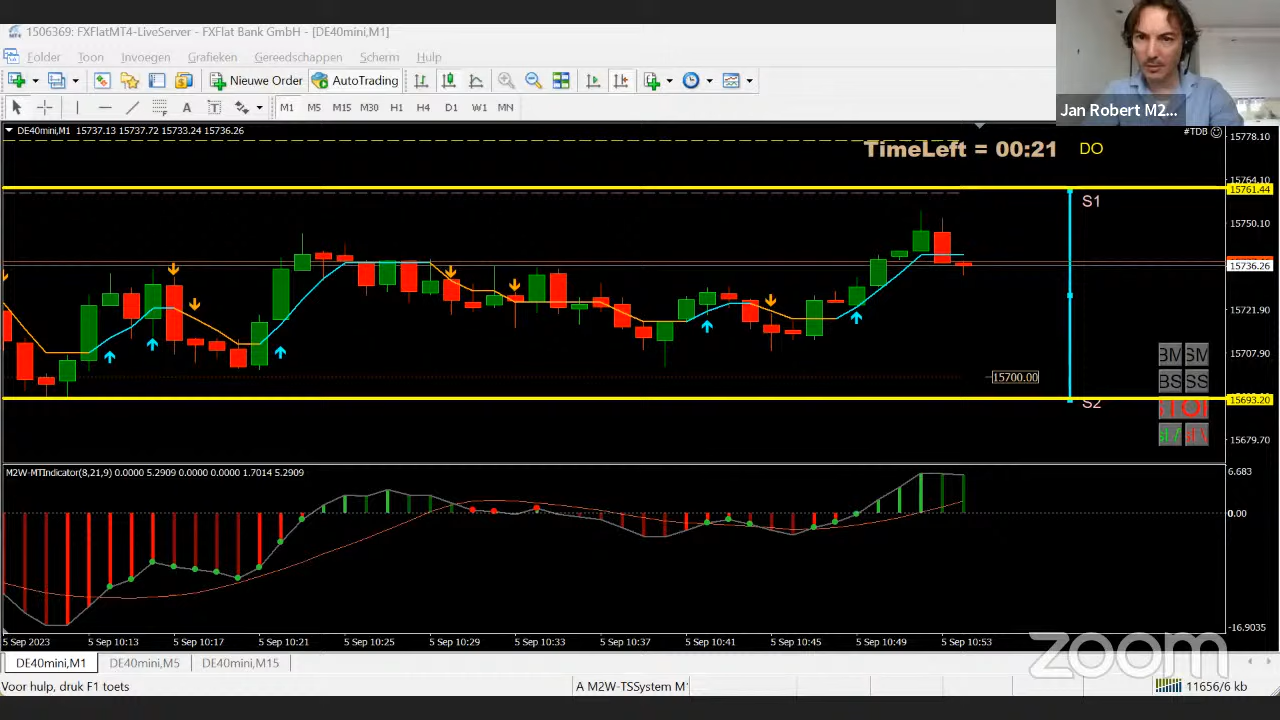 1506369: FXFlatMT4-LiveServer - FXFlat Bank GmbH - [DE40mini,M1]
Folder Toon Invoegen Grafieken Gereedschappen Scherm Hulp
Nieuwe Order AutoTrading
A T M1 M5 M15 M30 H1 H4 D1 W1 MN
Jan Robert M2...
DE40mini,M1 15737.13 15737.72 15733.24 15736.26
#TDB
15778.10
TimeLeft = 00:21 DO
15764.10
15761.44
S1
15750.10
15736.26
15721.90
15707.90
BM SM
15700.00
BS SS
15693.20
S2
15679.70
M2W-MTIndicator(8,21,9) 0.0000 5.2909 0.0000 0.0000 1.7014 5.2909
6.683
0.00
-16.9035
5 Sep 2023 5 Sep 10:13 5 Sep 10:17 5 Sep 10:21 5 Sep 10:25 5 Sep 10:29 5 Sep 10:33 5 Sep 10:37 5 Sep 10:41 5 Sep 10:45 5 Sep 10:49 5 Sep 10:53
zoom
DE40mini,M1 DE40mini,M5 DE40mini,M15
Voor hulp, druk F1 toets A M2W-TSSystem M' 11656/6 kb